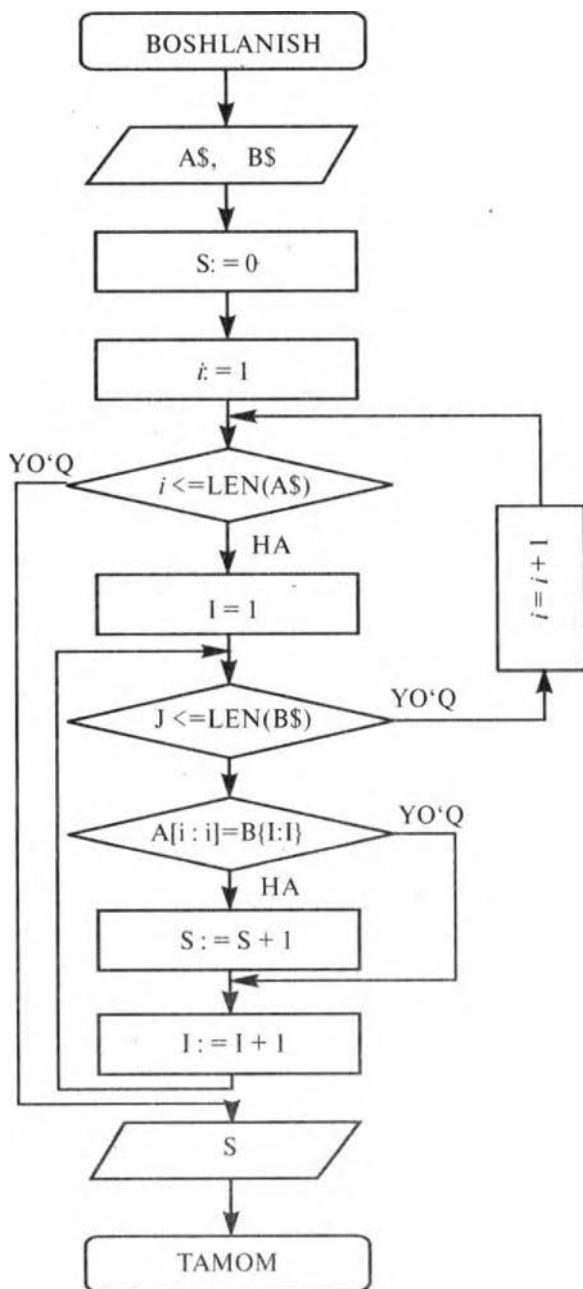 BOSHLANISH
A$, B$
S: = 0
i: = 1
YO‘Q
i <=LEN(A$)
HA
i = i + 1
I = 1
J <=LEN(B$)
YO‘Q
A[i : i]=B{I:I}
YO‘Q
HA
S : = S + 1
I : = I + 1
S
TAMOM